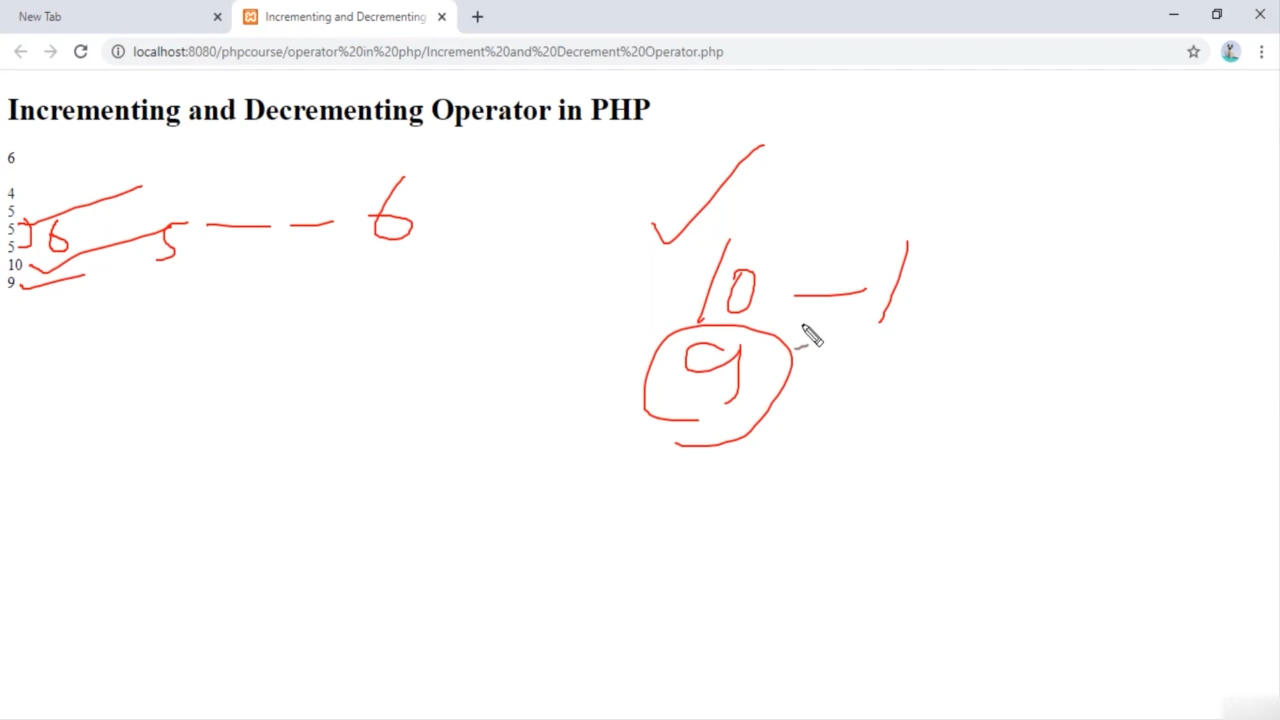 New Tab
Incrementing and Decrementing
localhost:8080/phpcourse/operator%20in%20php/Increment%20and%20Decrement%20Operator.php
Incrementing and Decrementing Operator in PHP
6
4
5
5
5
10
9
6
5 — — 6
10 — 1
9